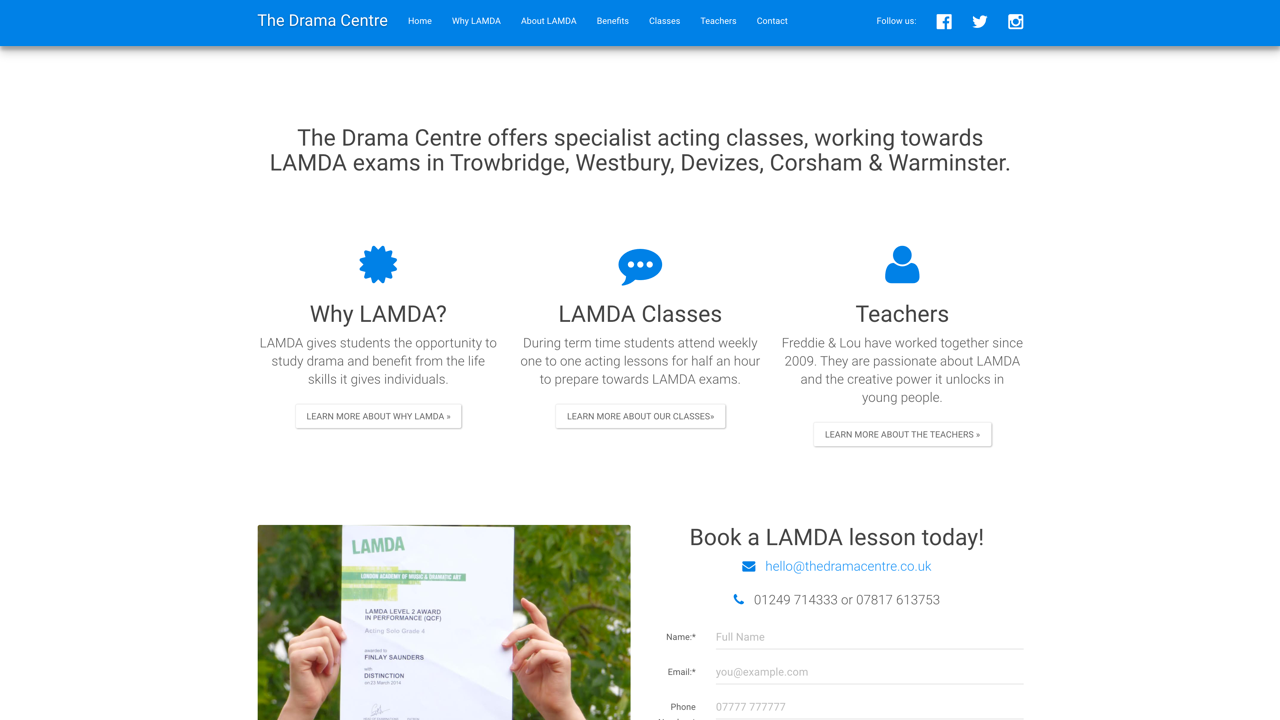 The Drama Centre
Home
Why LAMDA
About LAMDA
Benefits
Classes
Teachers
Contact
Follow us:
The Drama Centre offers specialist acting classes, working towards
LAMDA exams in Trowbridge, Westbury, Devizes, Corsham & Warminster.
Why LAMDA?
LAMDA gives students the opportunity to
study drama and benefit from the life
skills it gives individuals.
LEARN MORE ABOUT WHY LAMDA »
LAMDA Classes
During term time students attend weekly
one to one acting lessons for half an hour
to prepare towards LAMDA exams.
LEARN MORE ABOUT OUR CLASSES»
Teachers
Freddie & Lou have worked together since
2009. They are passionate about LAMDA
and the creative power it unlocks in
young people.
LEARN MORE ABOUT THE TEACHERS »
LAMDA
LONDON ACADEMY OF MUSIC & DRAMATIC ART
LAMDA LEVEL 2 AWARD
IN PERFORMANCE (QCF)
Acting Solo Grade 4
awarded to
FINLAY SAUNDERS
with
DISTINCTION
on 23 March 2014
Book a LAMDA lesson today!
hello@thedramacentre.co.uk
01249 714333 or 07817 613753
Name:*
Full Name
Email:*
you@example.com
Phone
07777 777777